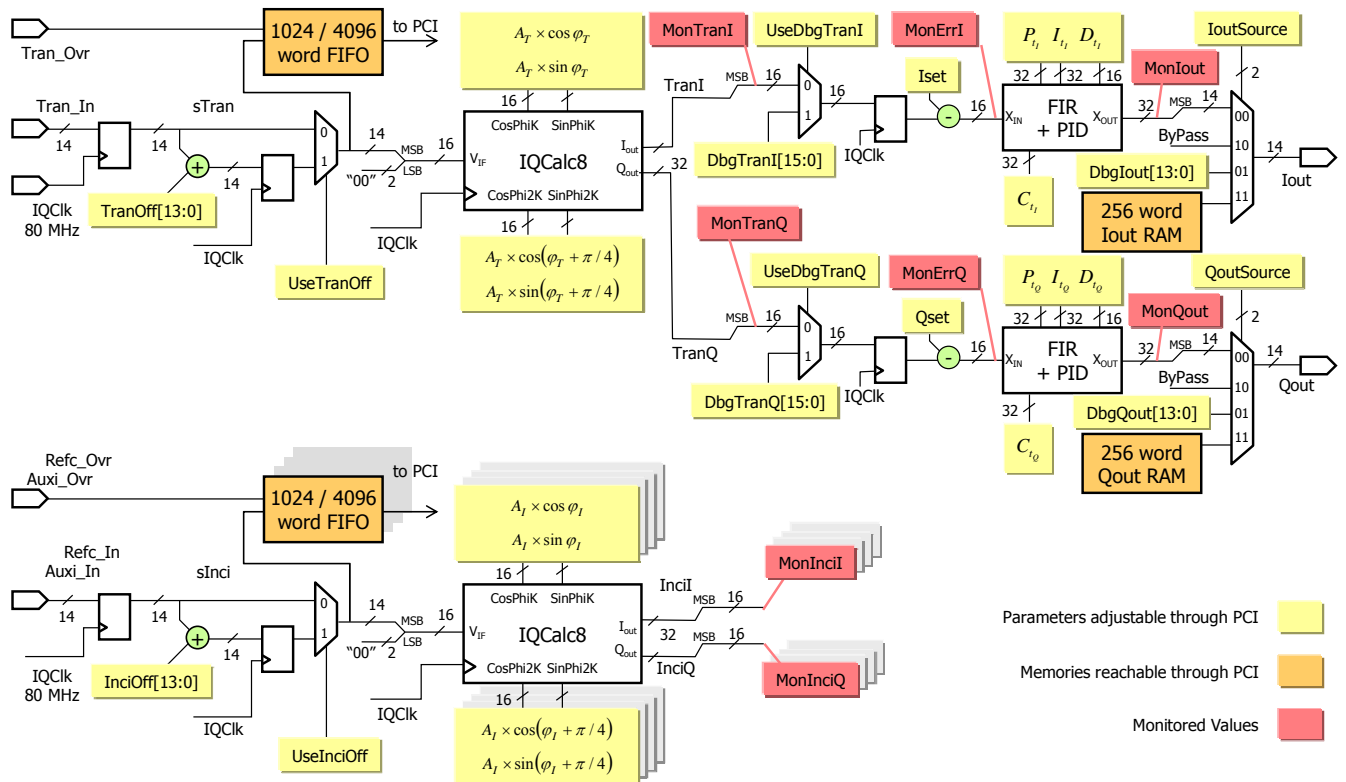 Tran_Ovr
1024 / 4096
word FIFO
to PCI
Tran_In
14
IQClk
80 MHz
sTran
14
+
14
TranOff[13:0]
IQClk
0
1
UseTranOff
14
MSB
LSB
"00"
2
16
IQClk
A_T × cos φ_T
A_T × sin φ_T
16
CosPhiK SinPhiK
V_IF
IQCalc8
I_out
Q_out
CosPhi2K SinPhi2K
16
A_T × cos(φ_T + π / 4)
A_T × sin(φ_T + π / 4)
TranI
32
MonTranI
MSB
16
UseDbgTranI
0
1
16
DbgTranI[15:0]
IQClk
Iset
-
MonErrI
16
P_tI I_tI D_tI
32 32 16
X_IN
FIR
+ PID
X_OUT
32
C_tI
MonIout
32
MSB
14
ByPass
DbgIout[13:0]
256 word
Iout RAM
IoutSource
2
00
10
01
11
14
Iout
MonTranQ
TranQ
MSB
16
UseDbgTranQ
0
1
16
DbgTranQ[15:0]
IQClk
Qset
-
MonErrQ
16
P_tQ I_tQ D_tQ
32 32 16
X_IN
FIR
+ PID
X_OUT
32
C_tQ
MonQout
32
MSB
14
ByPass
DbgQout[13:0]
256 word
Qout RAM
QoutSource
2
00
10
01
11
14
Qout
Refc_Ovr
Auxi_Ovr
1024 / 4096
word FIFO
to PCI
Refc_In
Auxi_In
14
IQClk
80 MHz
sInci
14
+
14
InciOff[13:0]
IQClk
0
1
UseInciOff
14
MSB
LSB
"00"
2
16
IQClk
A_I × cos φ_I
A_I × sin φ_I
16
CosPhiK SinPhiK
V_IF
IQCalc8
I_out
Q_out
CosPhi2K SinPhi2K
16
A_I × cos(φ_I + π / 4)
A_I × sin(φ_I + π / 4)
InciI
MSB
16
32
MSB
16
InciQ
MonInciI
MonInciQ
Parameters adjustable through PCI
Memories reachable through PCI
Monitored Values